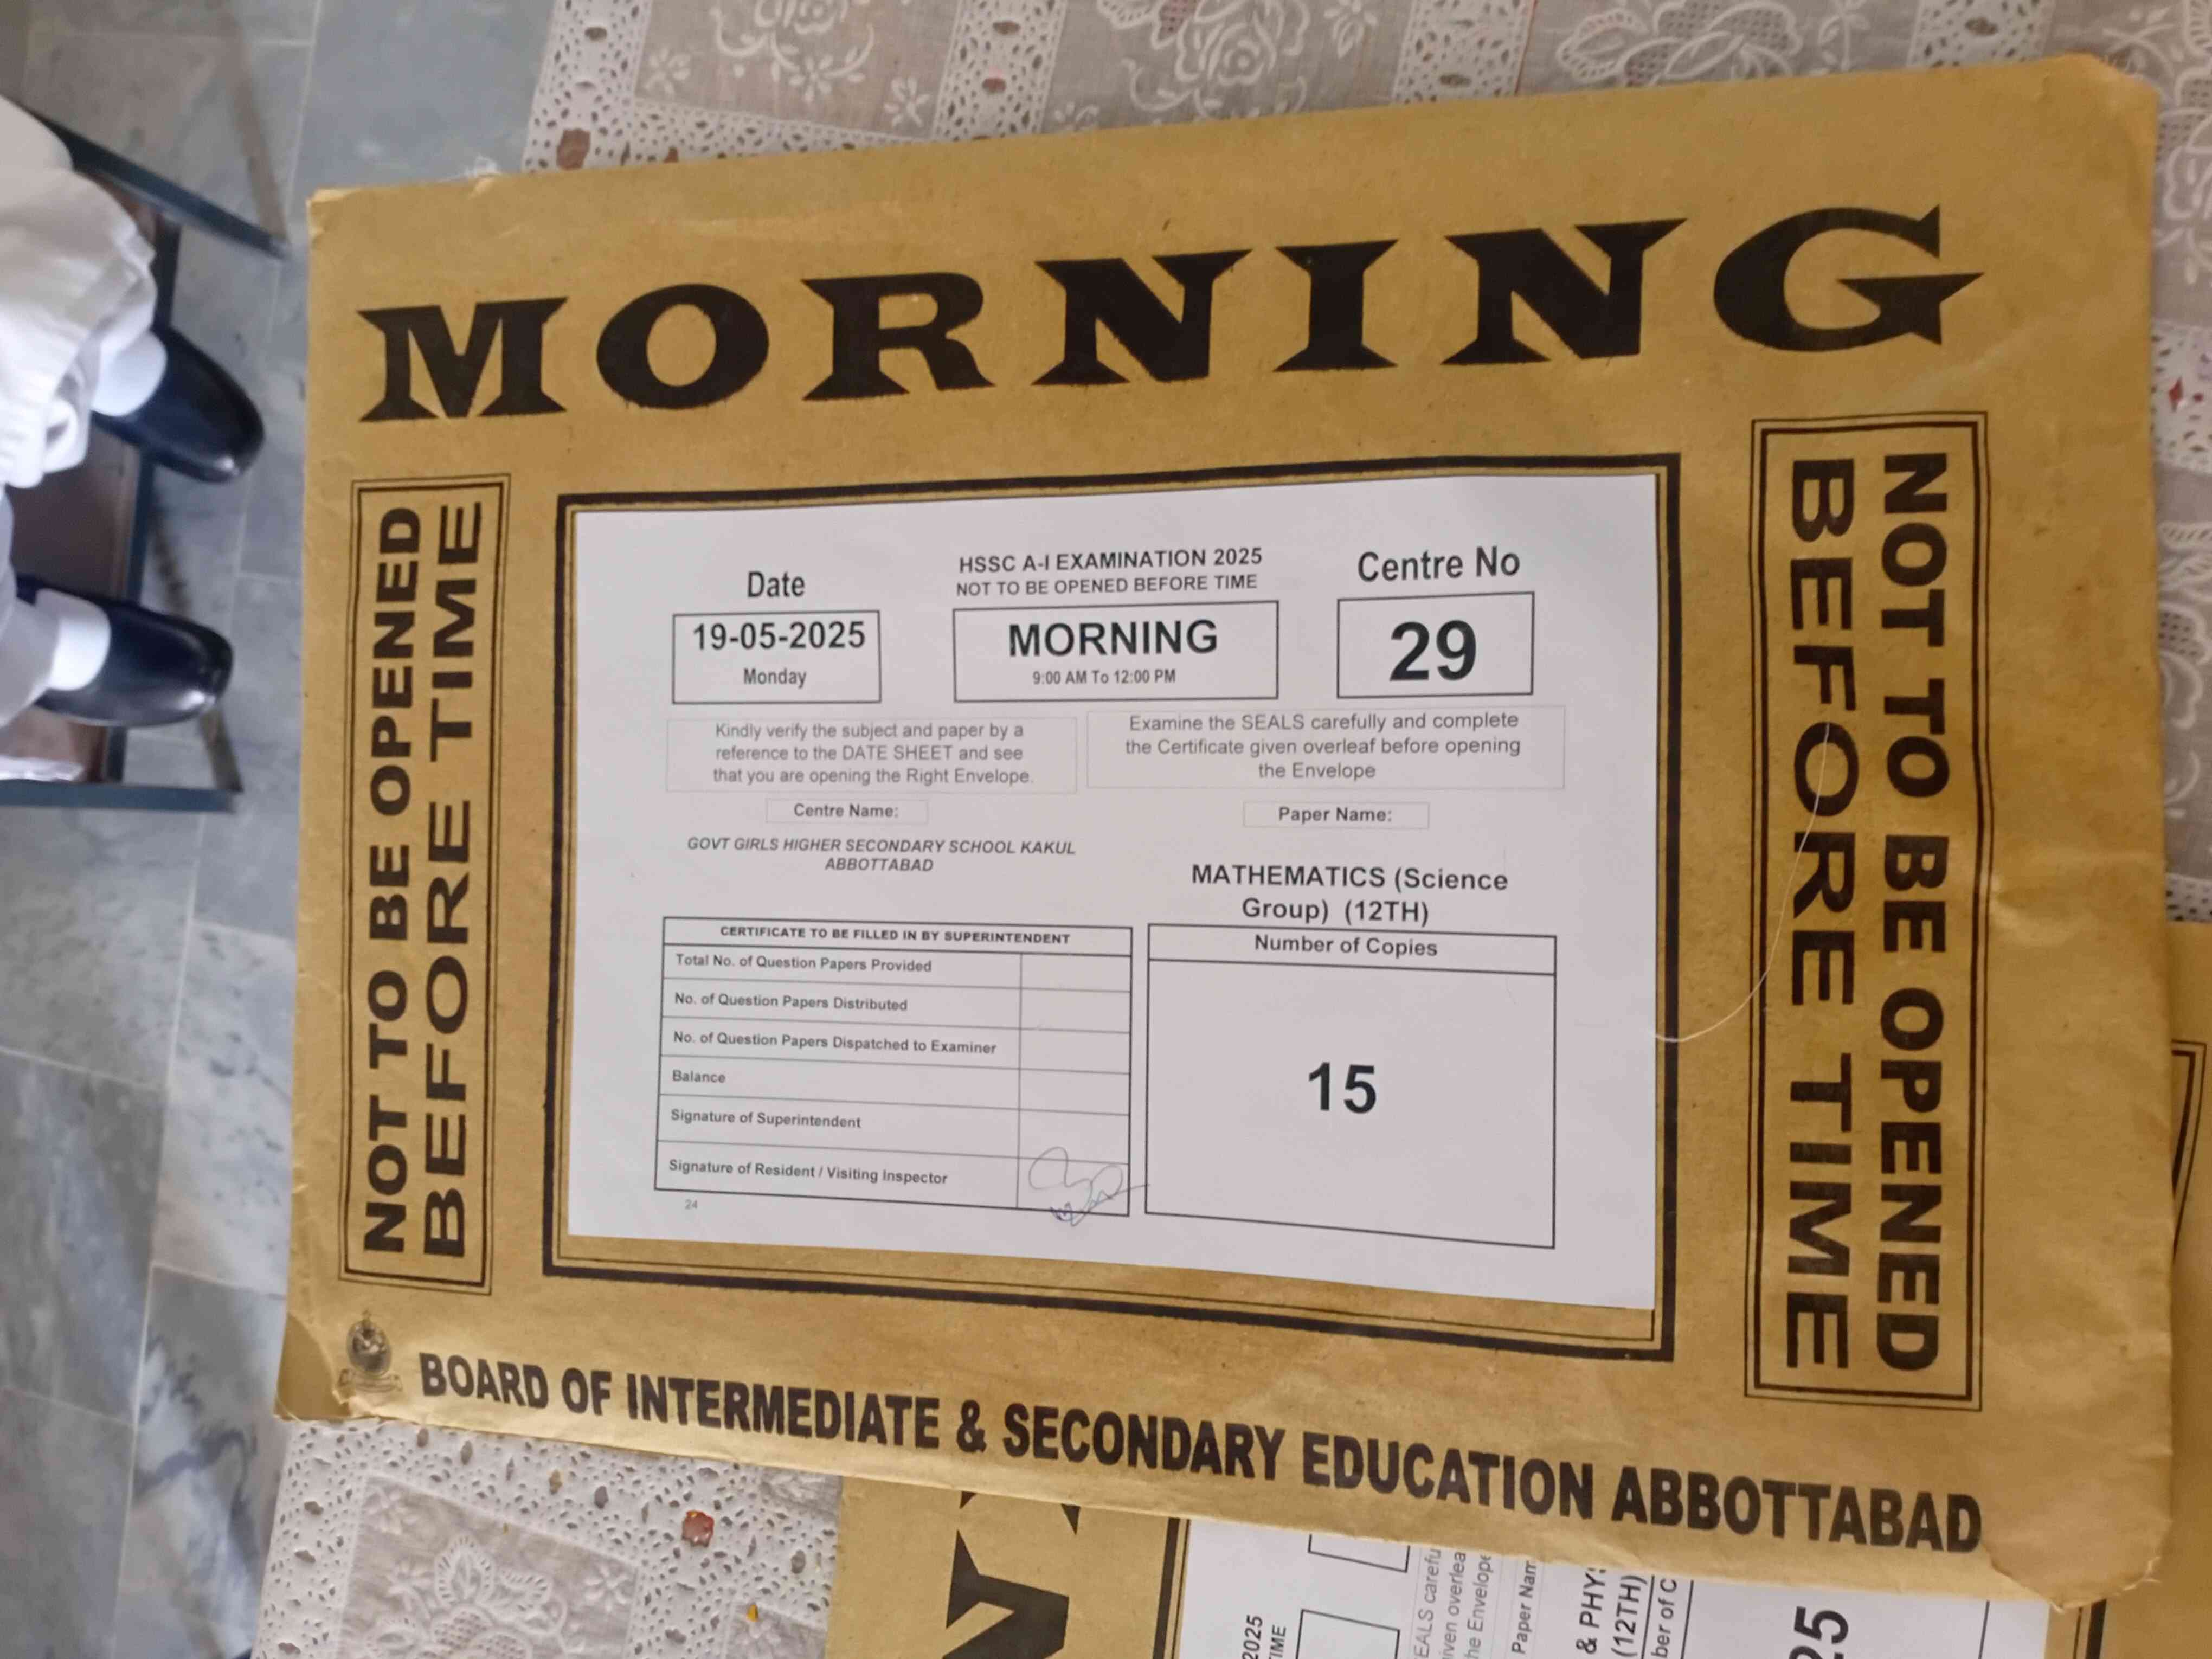 MORNING
NOT TO BE OPENED
BEFORE TIME
Date
19-05-2025
Monday
HSSC A-I EXAMINATION 2025
NOT TO BE OPENED BEFORE TIME
MORNING
9:00 AM To 12:00 PM
Centre No
29
Kindly verify the subject and paper by a
reference to the DATE SHEET and see
that you are opening the Right Envelope.
Examine the SEALS carefully and complete
the Certificate given overleaf before opening
the Envelope
Centre Name:
GOVT GIRLS HIGHER SECONDARY SCHOOL KAKUL
ABBOTTABAD
Paper Name:
MATHEMATICS (Science
Group) (12TH)
CERTIFICATE TO BE FILLED IN BY SUPERINTENDENT
Total No. of Question Papers Provided
No. of Question Papers Distributed
No. of Question Papers Dispatched to Examiner
Balance
Signature of Superintendent
Signature of Resident / Visiting Inspector
24
Number of Copies
15
NOT TO BE OPENED
BEFORE TIME
BOARD OF INTERMEDIATE & SECONDARY EDUCATION ABBOTTABAD
2025
Paper
& 
(12TH)
of